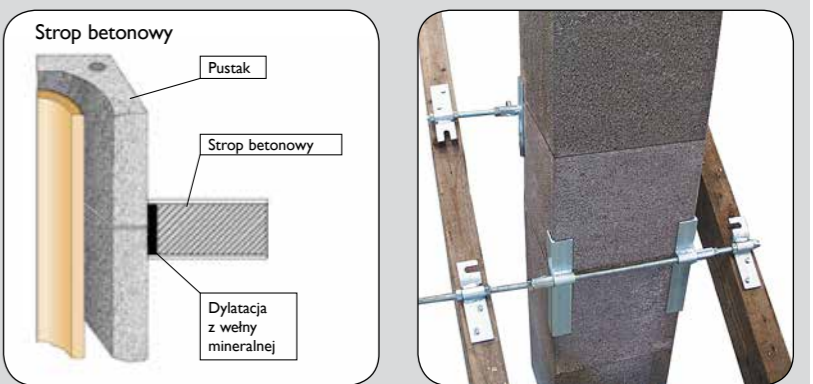 Strop betonowy
Pustak
Strop betonowy
Dylatacja
z wełny
mineralnej